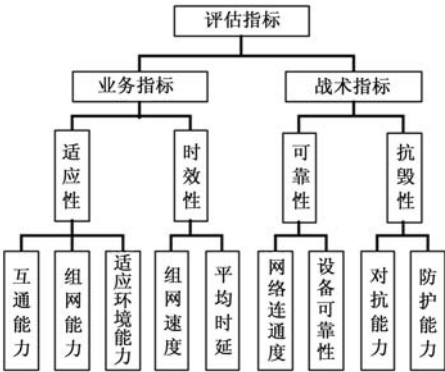 评估指标
业务指标
战术指标
适应性
时效性
可靠性
抗毁性
互通能力
组网能力
适应环境能力
组网速度
平均时延
网络连通度
设备可靠性
对抗能力
防护能力